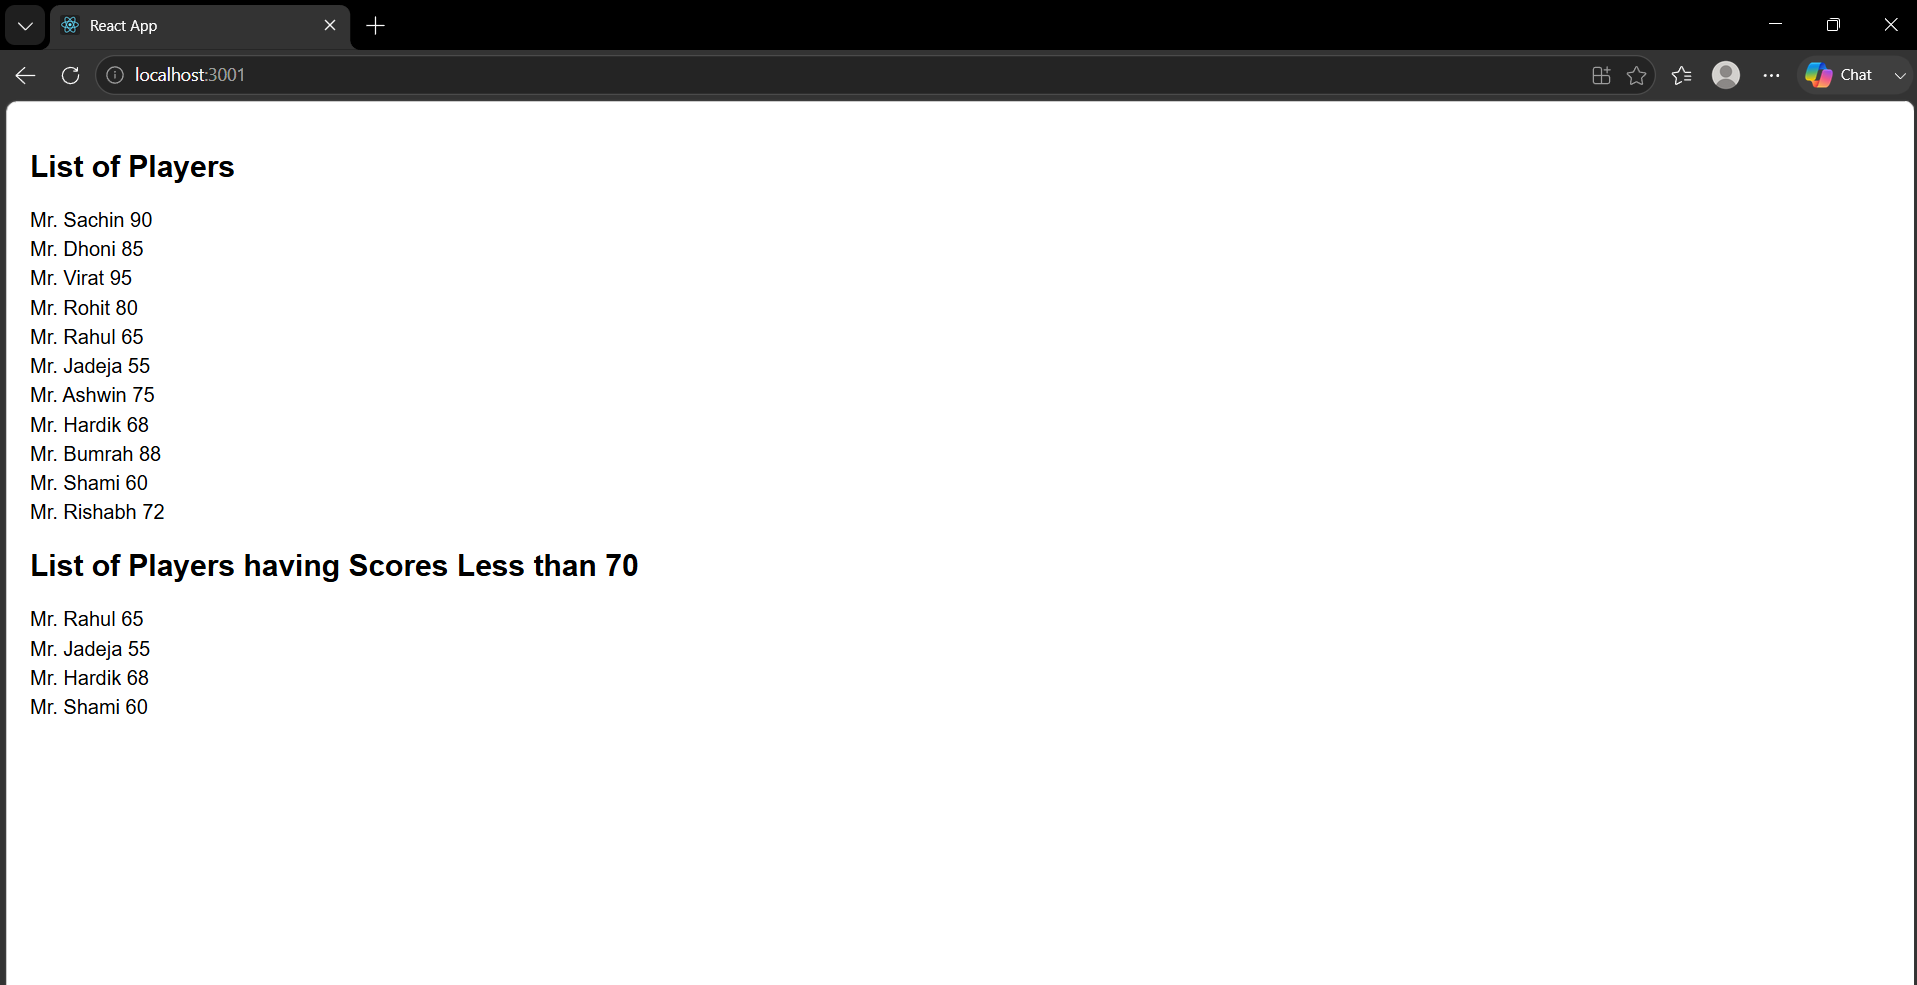 React App
localhost:3001
Chat
List of Players
Mr. Sachin 90
Mr. Dhoni 85
Mr. Virat 95
Mr. Rohit 80
Mr. Rahul 65
Mr. Jadeja 55
Mr. Ashwin 75
Mr. Hardik 68
Mr. Bumrah 88
Mr. Shami 60
Mr. Rishabh 72
List of Players having Scores Less than 70
Mr. Rahul 65
Mr. Jadeja 55
Mr. Hardik 68
Mr. Shami 60